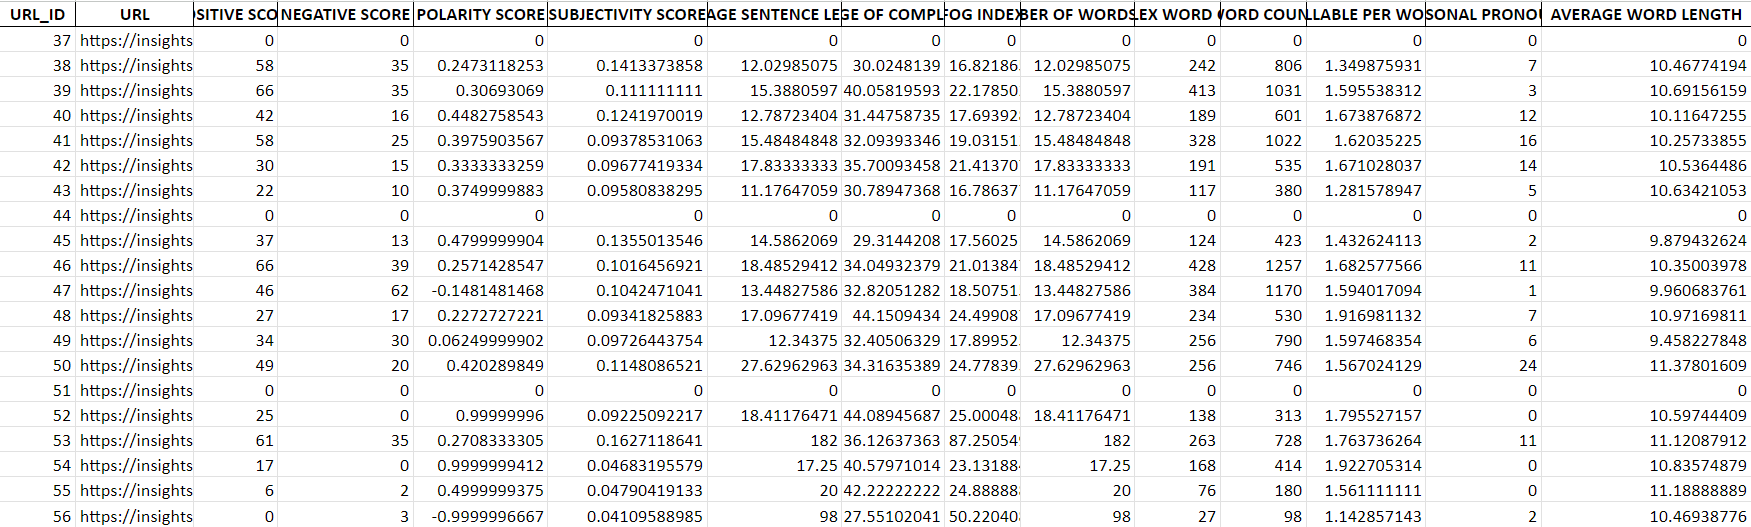 URL_ID URL OSITIVE SCO NEGATIVE SCORE POLARITY SCORE SUBJECTIVITY SCORE AGE SENTENCE LE GE OF COMPL FOG INDEX BER OF WORDS LEX WORD ORD COUN LLABLE PER WO SONAL PRONOU AVERAGE WORD LENGTH
37 https://insights 0 0 0 0 0 0 0 0 0 0 0 0 0
38 https://insights 58 35 0.2473118253 0.1413373858 12.02985075 30.0248139 16.82186 12.02985075 242 806 1.349875931 7 10.46774194
39 https://insights 66 35 0.30693069 0.111111111 15.3880597 40.05819593 22.17850 15.3880597 413 1031 1.595538312 3 10.69156159
40 https://insights 42 16 0.4482758543 0.1241970019 12.78723404 31.44758735 17.69392 12.78723404 189 601 1.673876872 12 10.11647255
41 https://insights 58 25 0.3975903567 0.09378531063 15.48484848 32.09393346 19.03151 15.48484848 328 1022 1.62035225 16 10.25733855
42 https://insights 30 15 0.3333333259 0.09677419334 17.83333333 35.70093458 21.41370 17.83333333 191 535 1.671028037 14 10.5364486
43 https://insights 22 10 0.3749999883 0.09580838295 11.17647059 30.78947368 16.78637 11.17647059 117 380 1.281578947 5 10.63421053
44 https://insights 0 0 0 0 0 0 0 0 0 0 0 0 0
45 https://insights 37 13 0.4799999904 0.1355013546 14.5862069 29.3144208 17.56025 14.5862069 124 423 1.432624113 2 9.879432624
46 https://insights 66 39 0.2571428547 0.1016456921 18.48529412 34.04932379 21.01384 18.48529412 428 1257 1.682577566 11 10.35003978
47 https://insights 46 62 -0.1481481468 0.1042471041 13.44827586 32.82051282 18.50751 13.44827586 384 1170 1.594017094 1 9.960683761
48 https://insights 27 17 0.2272727221 0.09341825883 17.09677419 44.1509434 24.49908 17.09677419 234 530 1.916981132 7 10.97169811
49 https://insights 34 30 0.06249999902 0.09726443754 12.34375 32.40506329 17.89952 12.34375 256 790 1.597468354 6 9.458227848
50 https://insights 49 20 0.420289849 0.1148086521 27.62962963 34.31635389 24.77839 27.62962963 256 746 1.567024129 24 11.37801609
51 https://insights 0 0 0 0 0 0 0 0 0 0 0 0 0
52 https://insights 25 0 0.99999996 0.09225092217 18.41176471 44.08945687 25.00048 18.41176471 138 313 1.795527157 0 10.59744409
53 https://insights 61 35 0.2708333305 0.1627118641 182 36.12637363 87.25054 182 263 728 1.763736264 11 11.12087912
54 https://insights 17 0 0.9999999412 0.04683195579 17.25 40.57971014 23.13188 17.25 168 414 1.922705314 0 10.83574879
55 https://insights 6 2 0.4999999375 0.04790419133 20 42.22222222 24.88888 20 76 180 1.561111111 0 11.18888889
56 https://insights 0 3 -0.9999996667 0.04109588985 98 27.55102041 50.22040 98 27 98 1.142857143 2 10.46938776